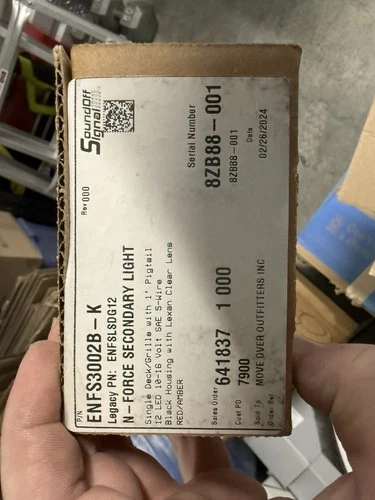 SoundOff
Signal
Rev 000
P/N
ENFS3002B-K
Legacy PN: ENFSLSDG12
N-FORCE SECONDARY LIGHT
Single Deck/Grille with 1' Pigtail
12 LED 10-16 Volt SAE 5-Wire
Black Housing with Lexan Clear Lens
RED/AMBER
Serial Number
8ZB88-001
8ZB88-001
Date
02/26/2024
Sales Order
641837 1 000
Cust PO
7900
Sold To
MOVE OVER OUTFITTERS INC
Order Ref